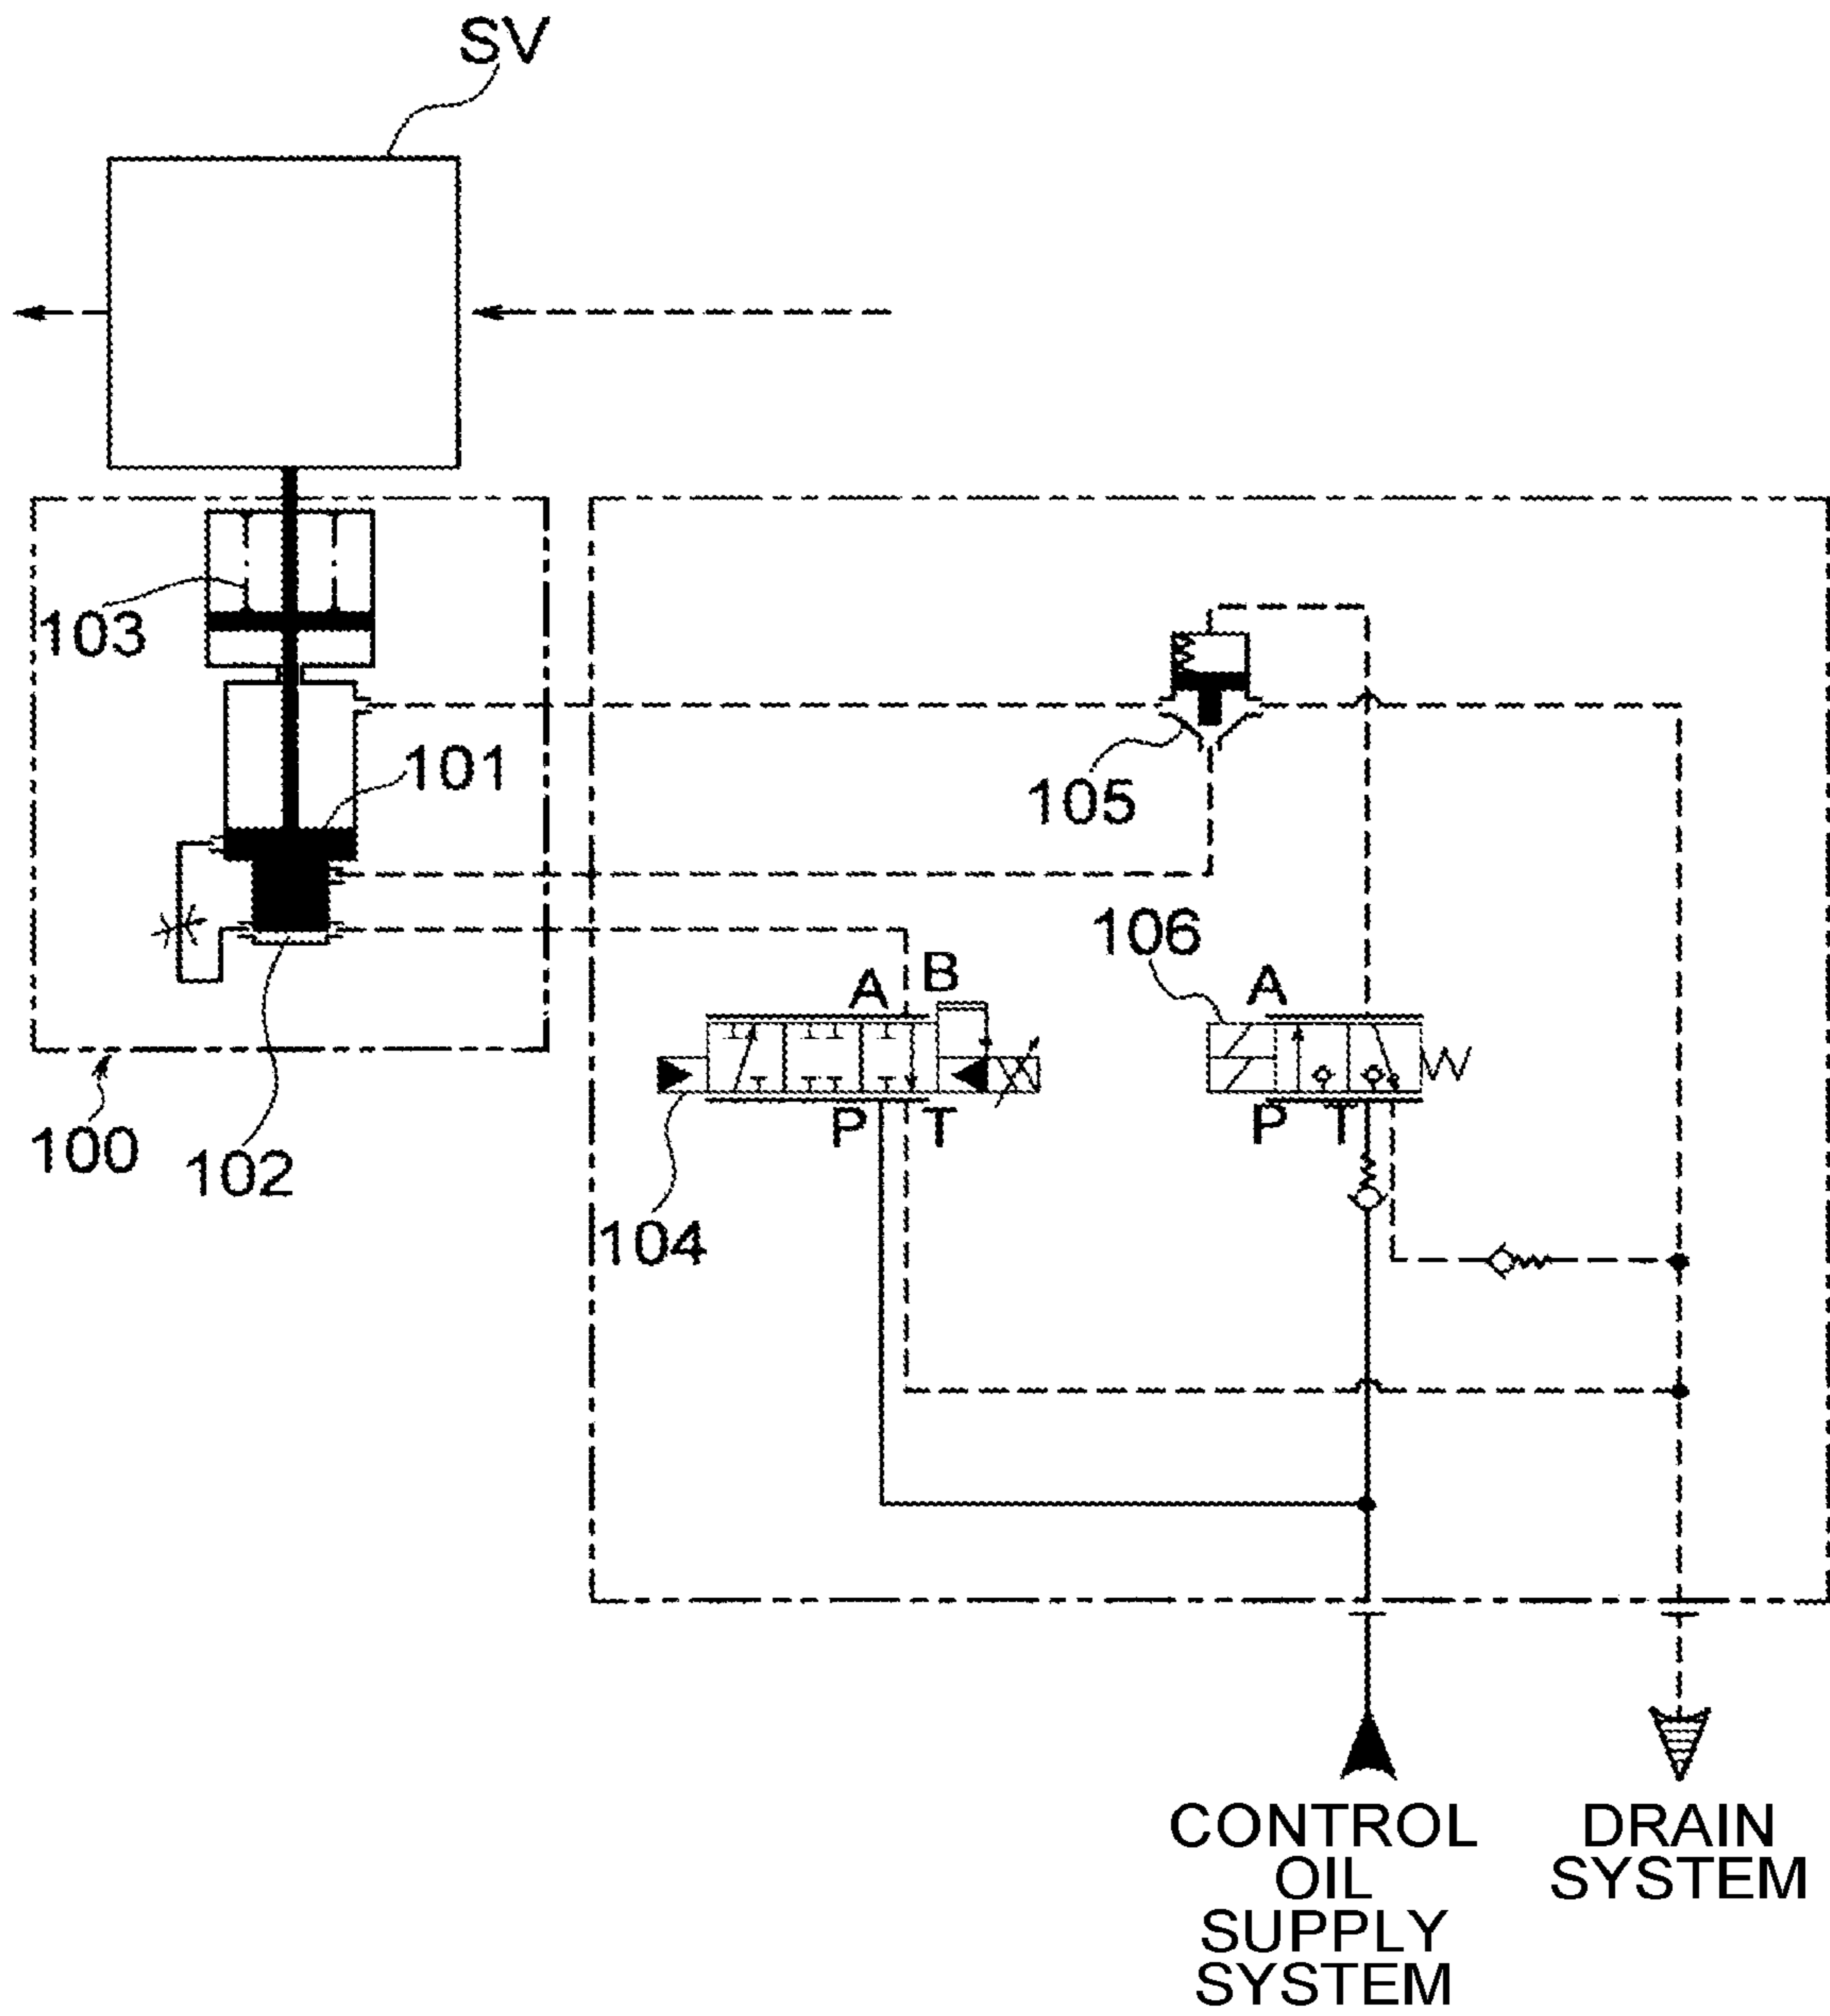 SV
103
101
105
106
A
B
A
P
T
P
T
100
102
104
CONTROL
OIL
SUPPLY
SYSTEM
DRAIN
SYSTEM